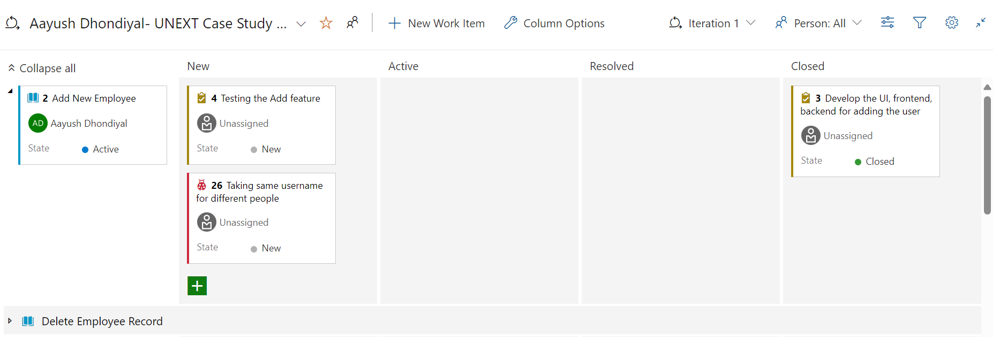 Aayush Dhondiyal- UNEXT Case Study ...
New Work Item
Column Options
Iteration 1
Person: All
Collapse all
New
Active
Resolved
Closed
2 Add New Employee
AD Aayush Dhondiyal
State Active
4 Testing the Add feature
Unassigned
State New
26 Taking same username
for different people
Unassigned
State New
3 Develop the UI, frontend,
backend for adding the user
Unassigned
State Closed
Delete Employee Record